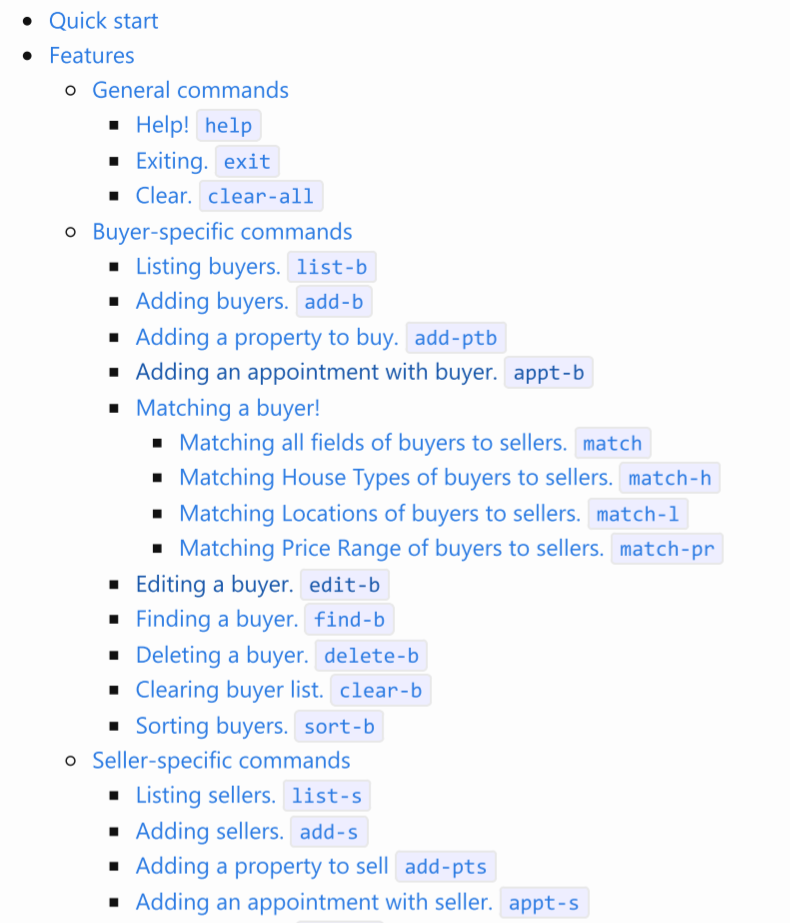 Quick start
Features
General commands
Help! help
Exiting. exit
Clear. clear-all
Buyer-specific commands
Listing buyers. list-b
Adding buyers. add-b
Adding a property to buy. add-ptb
Adding an appointment with buyer. appt-b
Matching a buyer!
Matching all fields of buyers to sellers. match
Matching House Types of buyers to sellers. match-h
Matching Locations of buyers to sellers. match-l
Matching Price Range of buyers to sellers. match-pr
Editing a buyer. edit-b
Finding a buyer. find-b
Deleting a buyer. delete-b
Clearing buyer list. clear-b
Sorting buyers. sort-b
Seller-specific commands
Listing sellers. list-s
Adding sellers. add-s
Adding a property to sell add-pts
Adding an appointment with seller. appt-s